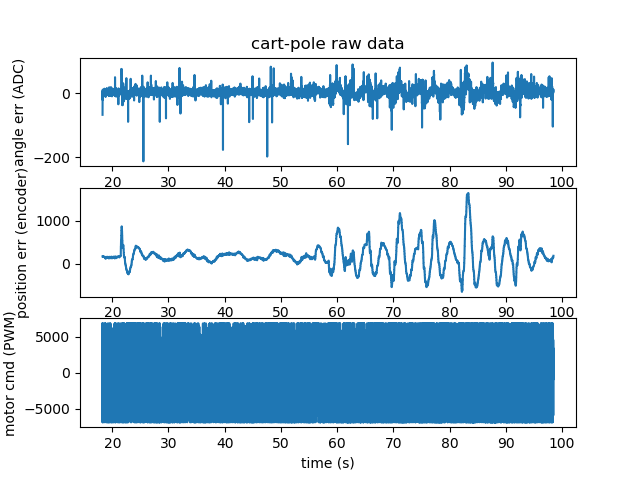 cart-pole raw data
angle err (ADC)
0
−200
20 30 40 50 60 70 80 90 100
position err (encoder)
1000
0
20 30 40 50 60 70 80 90 100
motor cmd (PWM)
5000
0
−5000
20 30 40 50 60 70 80 90 100
time (s)